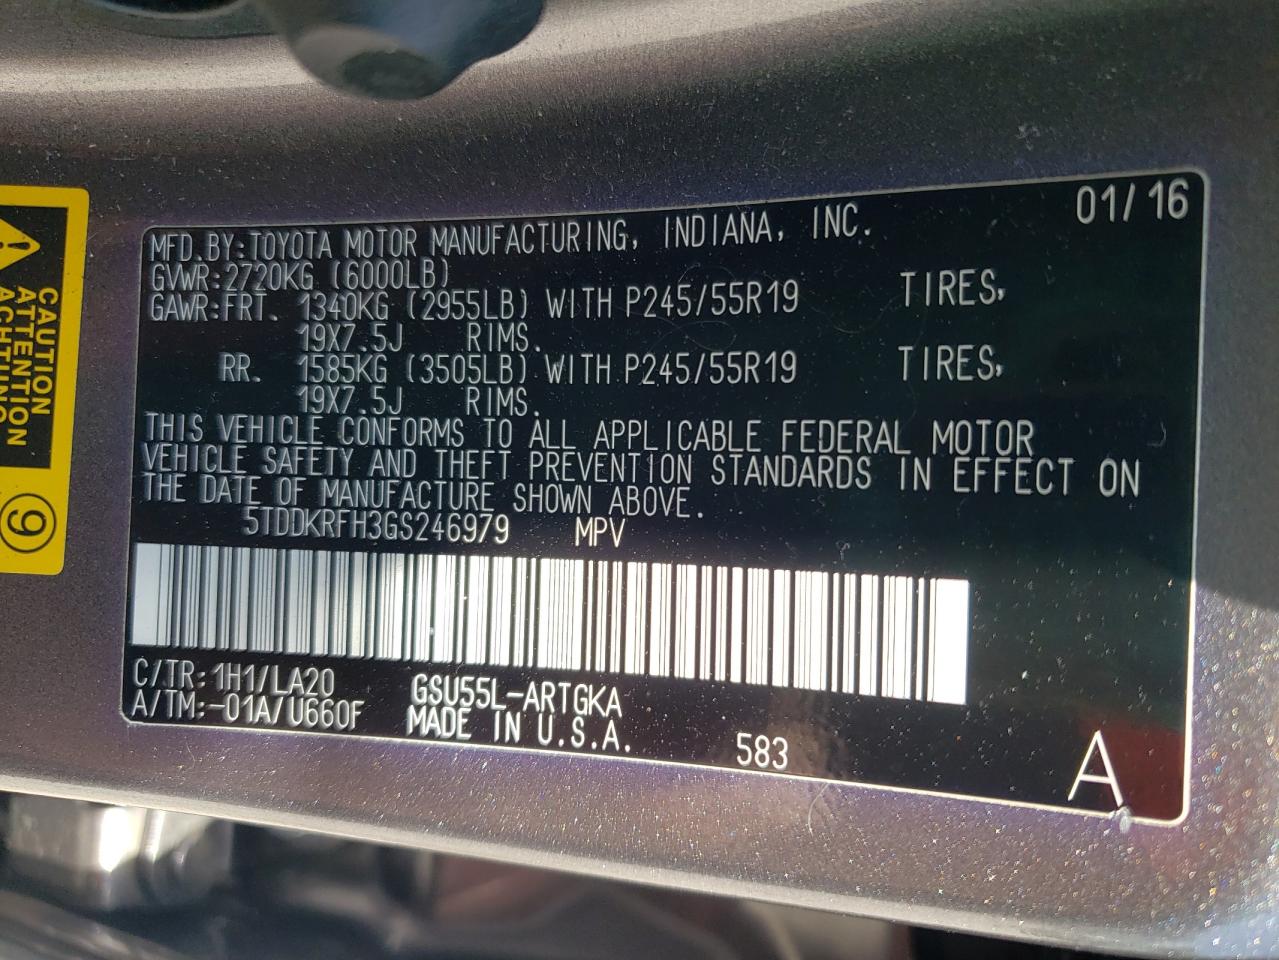 01/16
MFD.BY:TOYOTA MOTOR MANUFACTURING, INDIANA, INC.
GVWR:2720KG (6000LB)
GAWR:FRT. 1340KG (2955LB) WITH P245/55R19 TIRES,
19X7.5J RIMS.
RR. 1585KG (3505LB) WITH P245/55R19 TIRES,
19X7.5J RIMS.
THIS VEHICLE CONFORMS TO ALL APPLICABLE FEDERAL MOTOR
VEHICLE SAFETY AND THEFT PREVENTION STANDARDS IN EFFECT ON
THE DATE OF MANUFACTURE SHOWN ABOVE.
5TDDKRFH3GS246979 MPV
C/TR:1H1/LA20 GSU55L-ARTGKA
A/TM:-01A/U660F MADE IN U.S.A. 583 A
CAUTION
ATTENTION
ACHTUNG
9